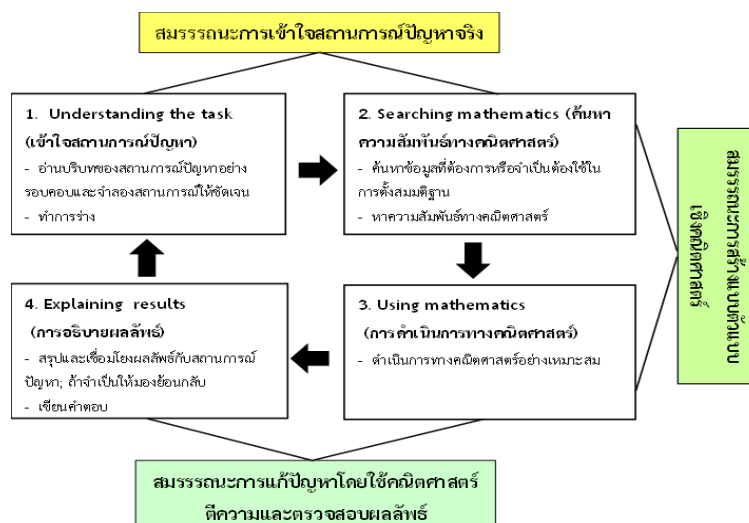 สมรรรถนะการเข้าใจสถานการณ์ปัญหาจริง
1. Understanding the task
(เข้าใจสถานการณ์ปัญหา)
- อ่านบริบทของสถานการณ์ปัญหาอย่าง
รอบคอบและจำลองสถานการณ์ให้ชัดเจน
- ทำการร่าง
2. Searching mathematics (ค้นหา
ความสัมพันธ์ทางคณิตศาสตร์)
- ค้นหาข้อมูลที่ต้องการหรือจำเป็นต้องใช้ใน
การตั้งสมมติฐาน
- หาความสัมพันธ์ทางคณิตศาสตร์
3. Using mathematics
(การดำเนินการทางคณิตศาสตร์)
- ดำเนินการทางคณิตศาสตร์อย่างเหมาะสม
4. Explaining results
(การอธิบายผลลัพธ์)
- สรุปและเชื่อมโยงผลลัพธ์กับสถานการณ์
ปัญหา; ถ้าจำเป็นให้มองย้อนกลับ
- เขียนคำตอบ
สมรรถนะการสร้างแบบตัวแบบ
เชิงคณิตศาสตร์
สมรรรถนะการแก้ปัญหาโดยใช้คณิตศาสตร์
ตีความและตรวจสอบผลลัพธ์